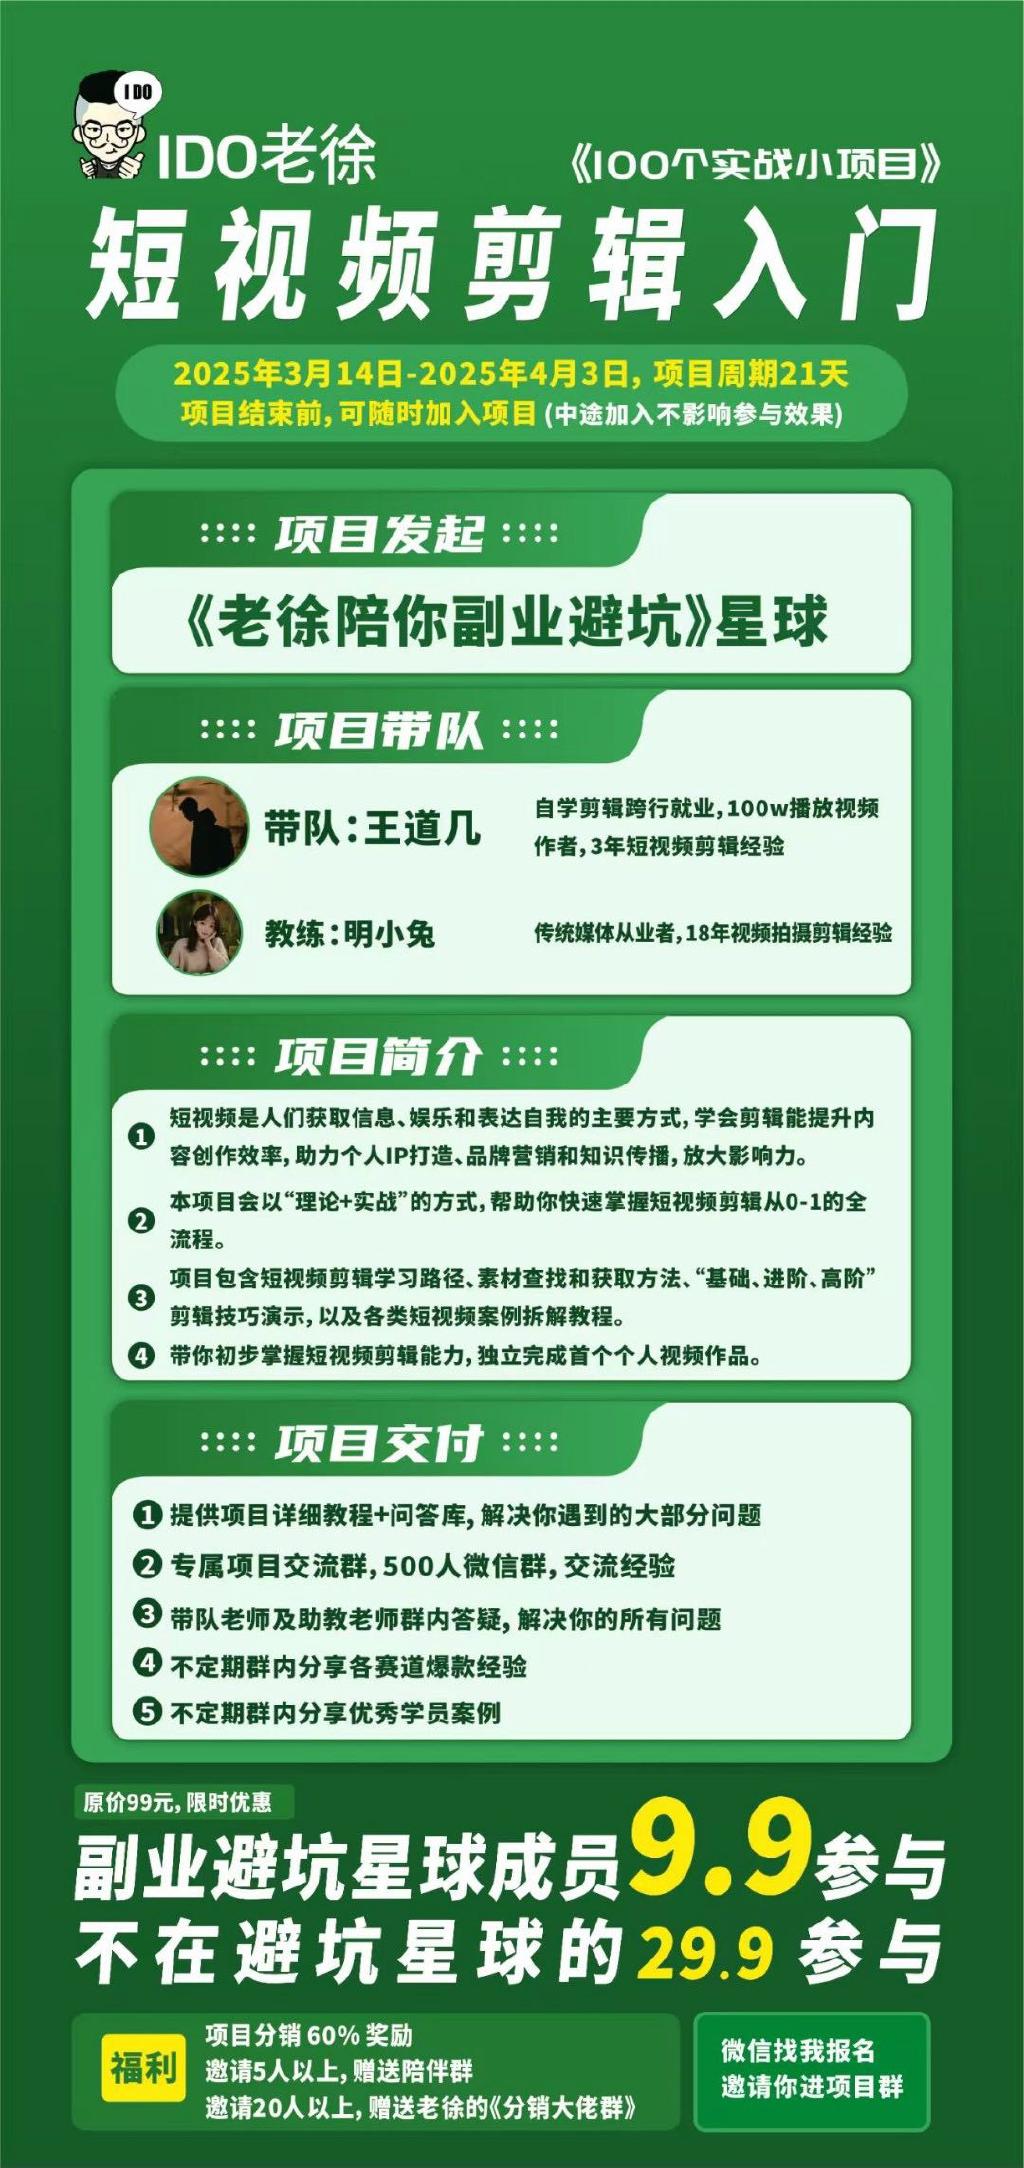 I DO
IDO老徐
《100个实战小项目》
短视频剪辑入门
2025年3月14日-2025年4月3日, 项目周期21天
项目结束前, 可随时加入项目 (中途加入不影响参与效果)
项目发起
《老徐陪你副业避坑》星球
项目带队
带队:王道几
自学剪辑跨行就业, 100w播放视频
作者, 3年短视频剪辑经验
教练:明小兔
传统媒体从业者, 18年视频拍摄剪辑经验
项目简介
1 短视频是人们获取信息、娱乐和表达自我的主要方式, 学会剪辑能提升内
容创作效率, 助力个人IP打造、品牌营销和知识传播, 放大影响力。
2 本项目会以“理论+实战”的方式, 帮助你快速掌握短视频剪辑从0-1的全
流程。
3 项目包含短视频剪辑学习路径、素材查找和获取方法、“基础、进阶、高阶”
剪辑技巧演示, 以及各类短视频案例拆解教程。
4 带你初步掌握短视频剪辑能力, 独立完成首个个人视频作品。
项目交付
1 提供项目详细教程+问答库, 解决你遇到的大部分问题
2 专属项目交流群, 500人微信群, 交流经验
3 带队老师及助教老师群内答疑, 解决你的所有问题
4 不定期群内分享各赛道爆款经验
5 不定期群内分享优秀学员案例
原价99元, 限时优惠
副业避坑星球成员9.9参与
不在避坑星球的29.9参与
福利
项目分销 60% 奖励
邀请5人以上, 赠送陪伴群
邀请20人以上, 赠送老徐的《分销大佬群》
微信找我报名
邀请你进项目群